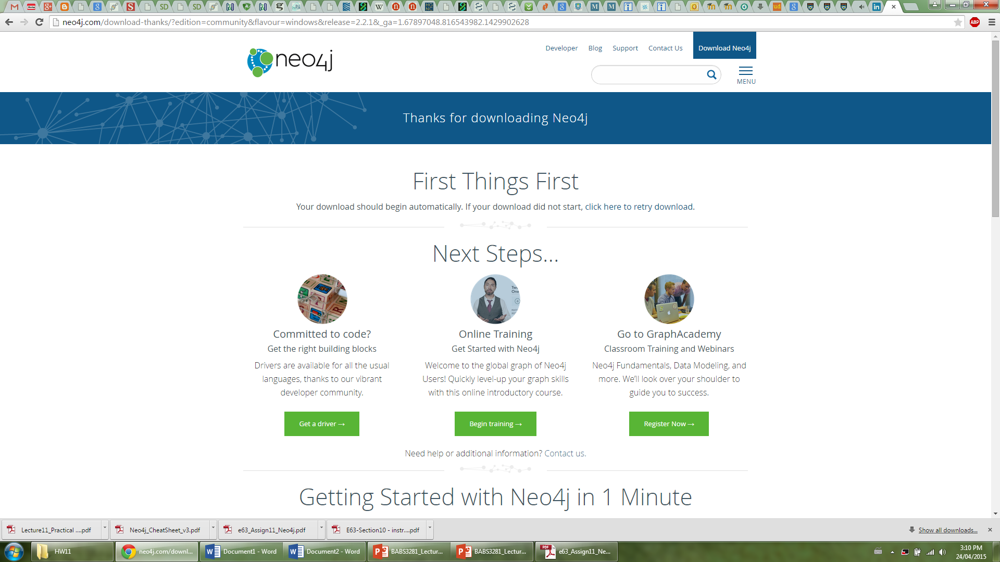 neo4j.com/download-thanks/?edition=community&flavour=windows&release=2.2.1&_ga=1.67897048.816543982.1429902628
ABP
neo4j
Developer Blog Support Contact Us Download Neo4j
MENU
Thanks for downloading Neo4j
First Things First
Your download should begin automatically. If your download did not start, click here to retry download.
Next Steps...
Committed to code?
Get the right building blocks
Drivers are available for all the usual
languages, thanks to our vibrant
developer community.
Get a driver →
Online Training
Get Started with Neo4j
Welcome to the global graph of Neo4j
Users! Quickly level-up your graph skills
with this online introductory course.
Begin training →
Go to GraphAcademy
Classroom Training and Webinars
Neo4j Fundamentals, Data Modeling, and
more. We'll look over your shoulder to
guide you to success.
Register Now →
Need help or additional information? Contact us.
Getting Started with Neo4j in 1 Minute
Lecture11_Practical ....pdf Neo4j_CheatSheet_v3.pdf e63_Assign11_Neo4j.pdf E63-Section10 - instr....pdf Show all downloads...
HW11 neo4j.com/downl... Document1 - Word Document2 - Word BABS3281_Lectur... BABS3281_Lectur... e63_Assign11_Ne...
3:10 PM
24/04/2015